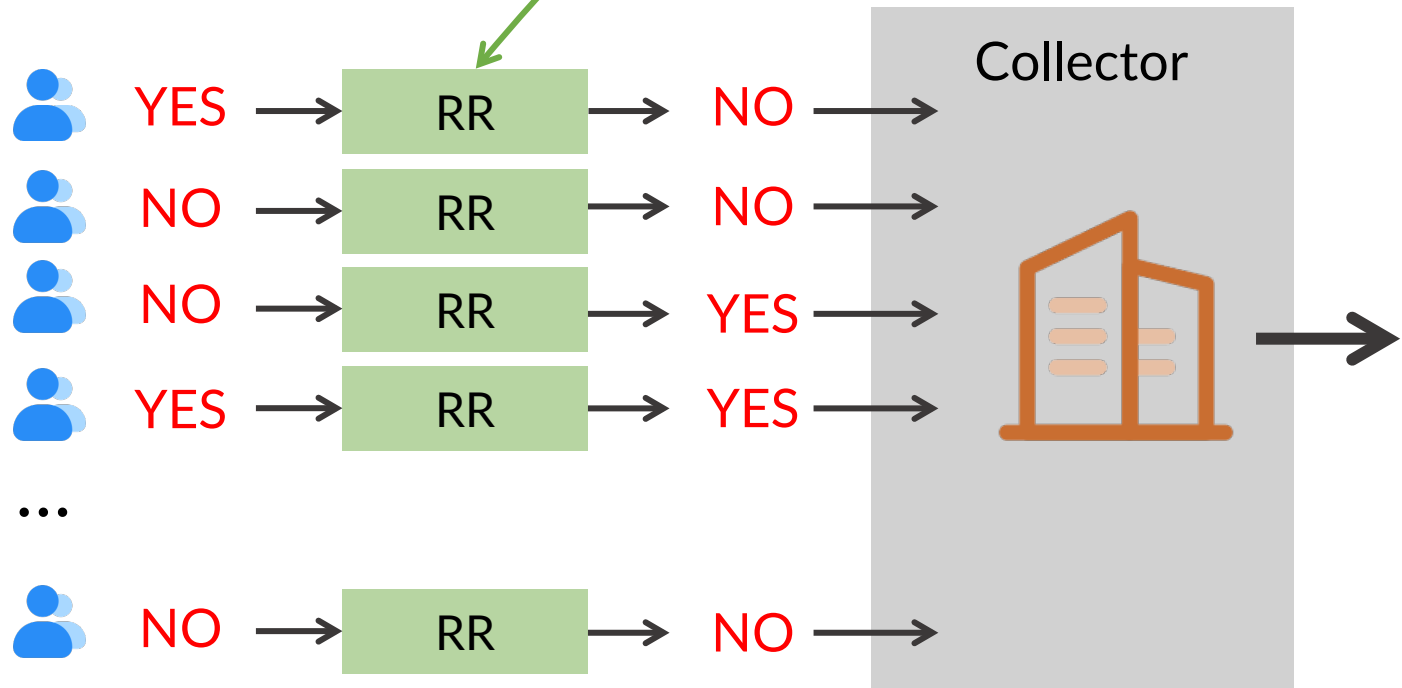 Collector
YES RR NO
NO RR NO
NO RR YES
YES RR YES
...
NO RR NO